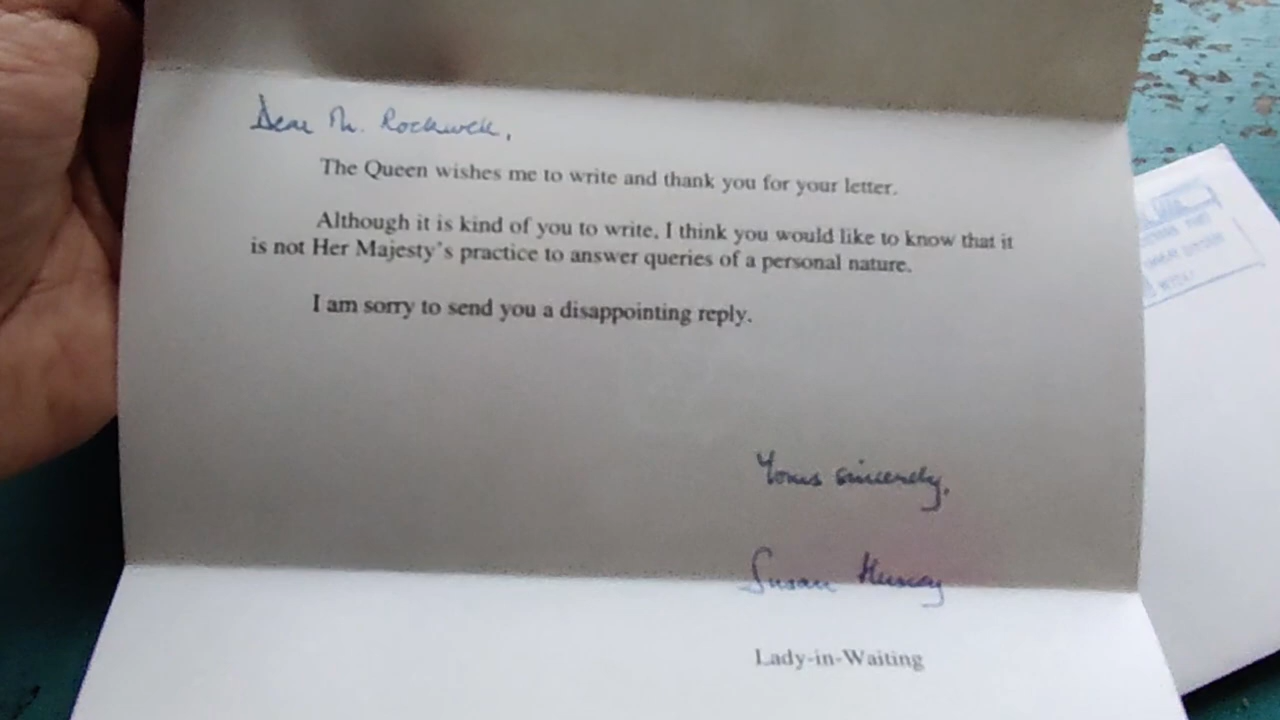 Dear Mr. Rockwell,
The Queen wishes me to write and thank you for your letter.
Although it is kind of you to write, I think you would like to know that it
is not Her Majesty's practice to answer queries of a personal nature.
I am sorry to send you a disappointing reply.
Yours sincerely,
Susan Hussey
Lady-in-Waiting